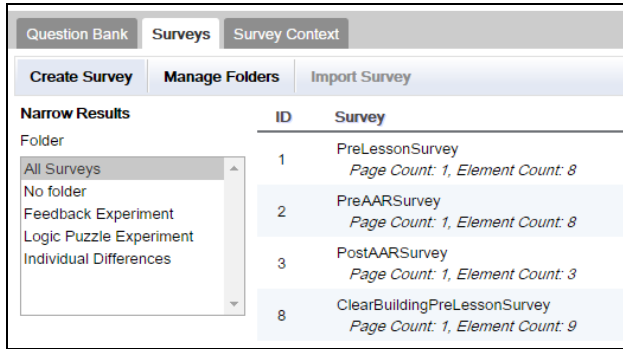 Question Bank Surveys Survey Context
Create Survey Manage Folders Import Survey
Narrow Results
Folder
All Surveys
No folder
Feedback Experiment
Logic Puzzle Experiment
Individual Differences
ID Survey
1 PreLessonSurvey
Page Count: 1, Element Count: 8
2 PreAARSurvey
Page Count: 1, Element Count: 8
3 PostAARSurvey
Page Count: 1, Element Count: 3
8 ClearBuildingPreLessonSurvey
Page Count: 1, Element Count: 9